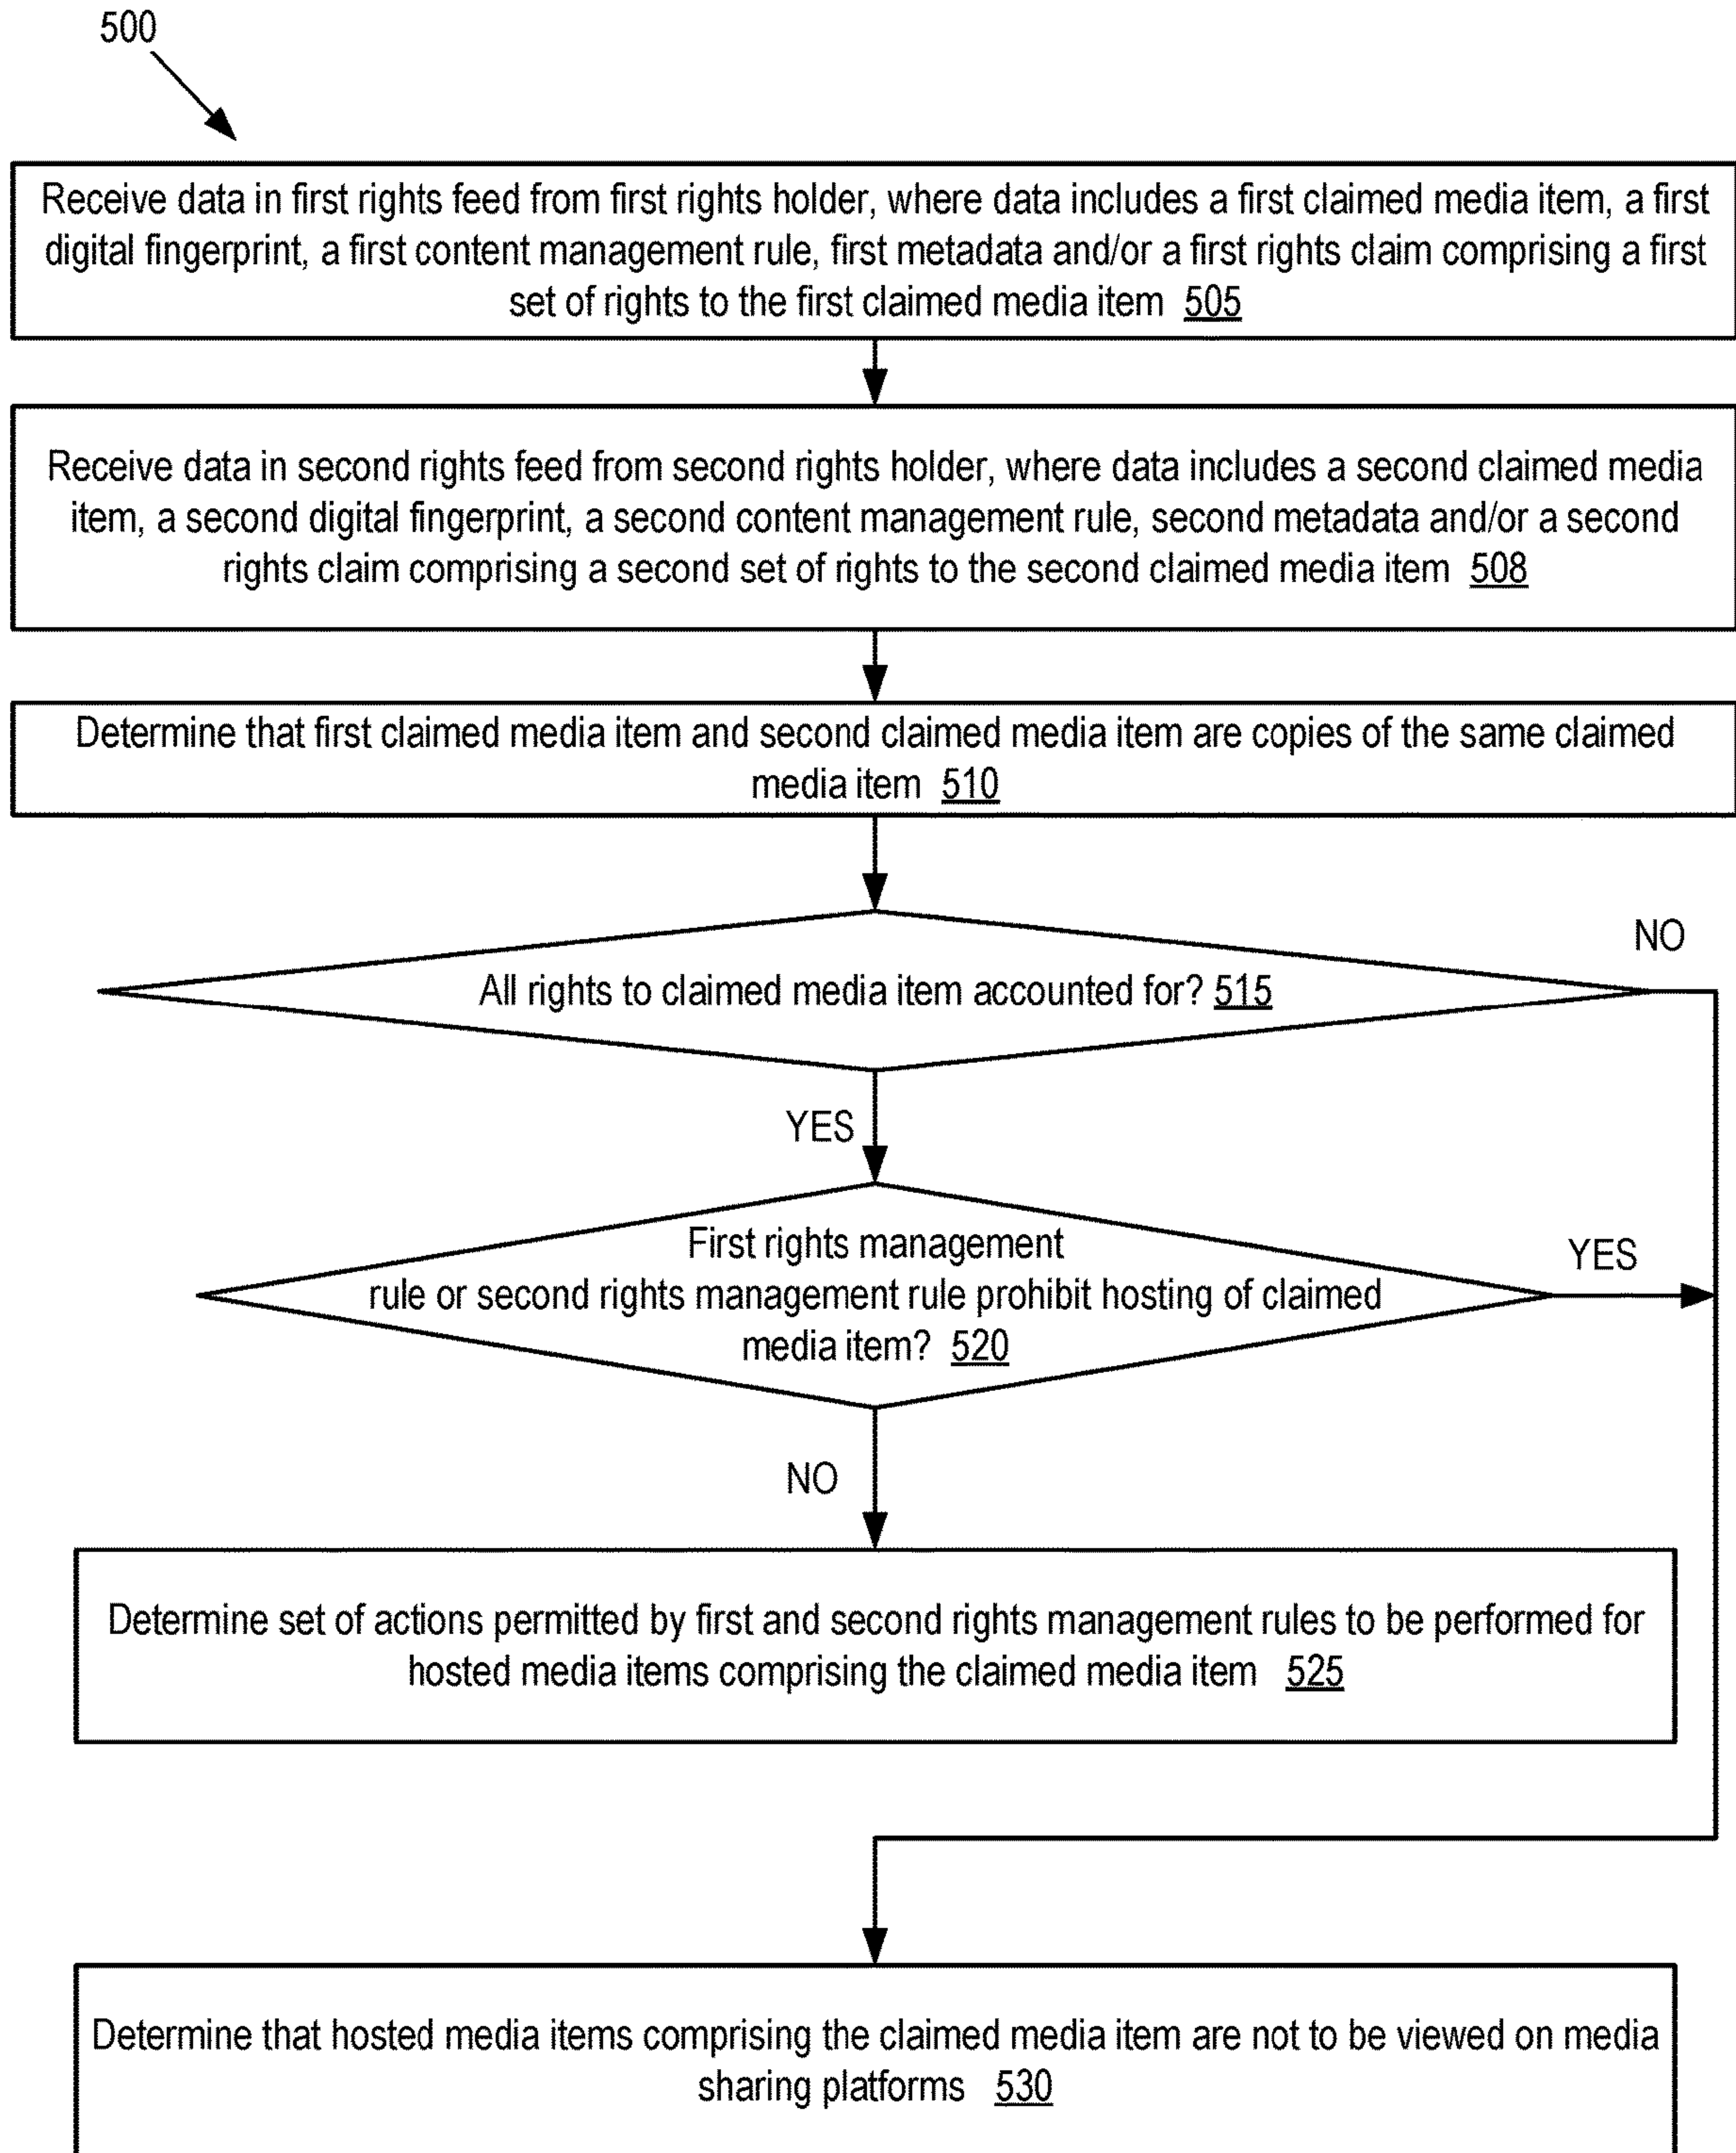 500
Receive data in first rights feed from first rights holder, where data includes a first claimed media item, a first
digital fingerprint, a first content management rule, first metadata and/or a first rights claim comprising a first
set of rights to the first claimed media item 505
Receive data in second rights feed from second rights holder, where data includes a second claimed media
item, a second digital fingerprint, a second content management rule, second metadata and/or a second
rights claim comprising a second set of rights to the second claimed media item 508
Determine that first claimed media item and second claimed media item are copies of the same claimed
media item 510
NO
All rights to claimed media item accounted for? 515
YES
First rights management
YES
rule or second rights management rule prohibit hosting of claimed
media item? 520
NO
Determine set of actions permitted by first and second rights management rules to be performed for
hosted media items comprising the claimed media item 525
Determine that hosted media items comprising the claimed media item are not to be viewed on media
sharing platforms 530